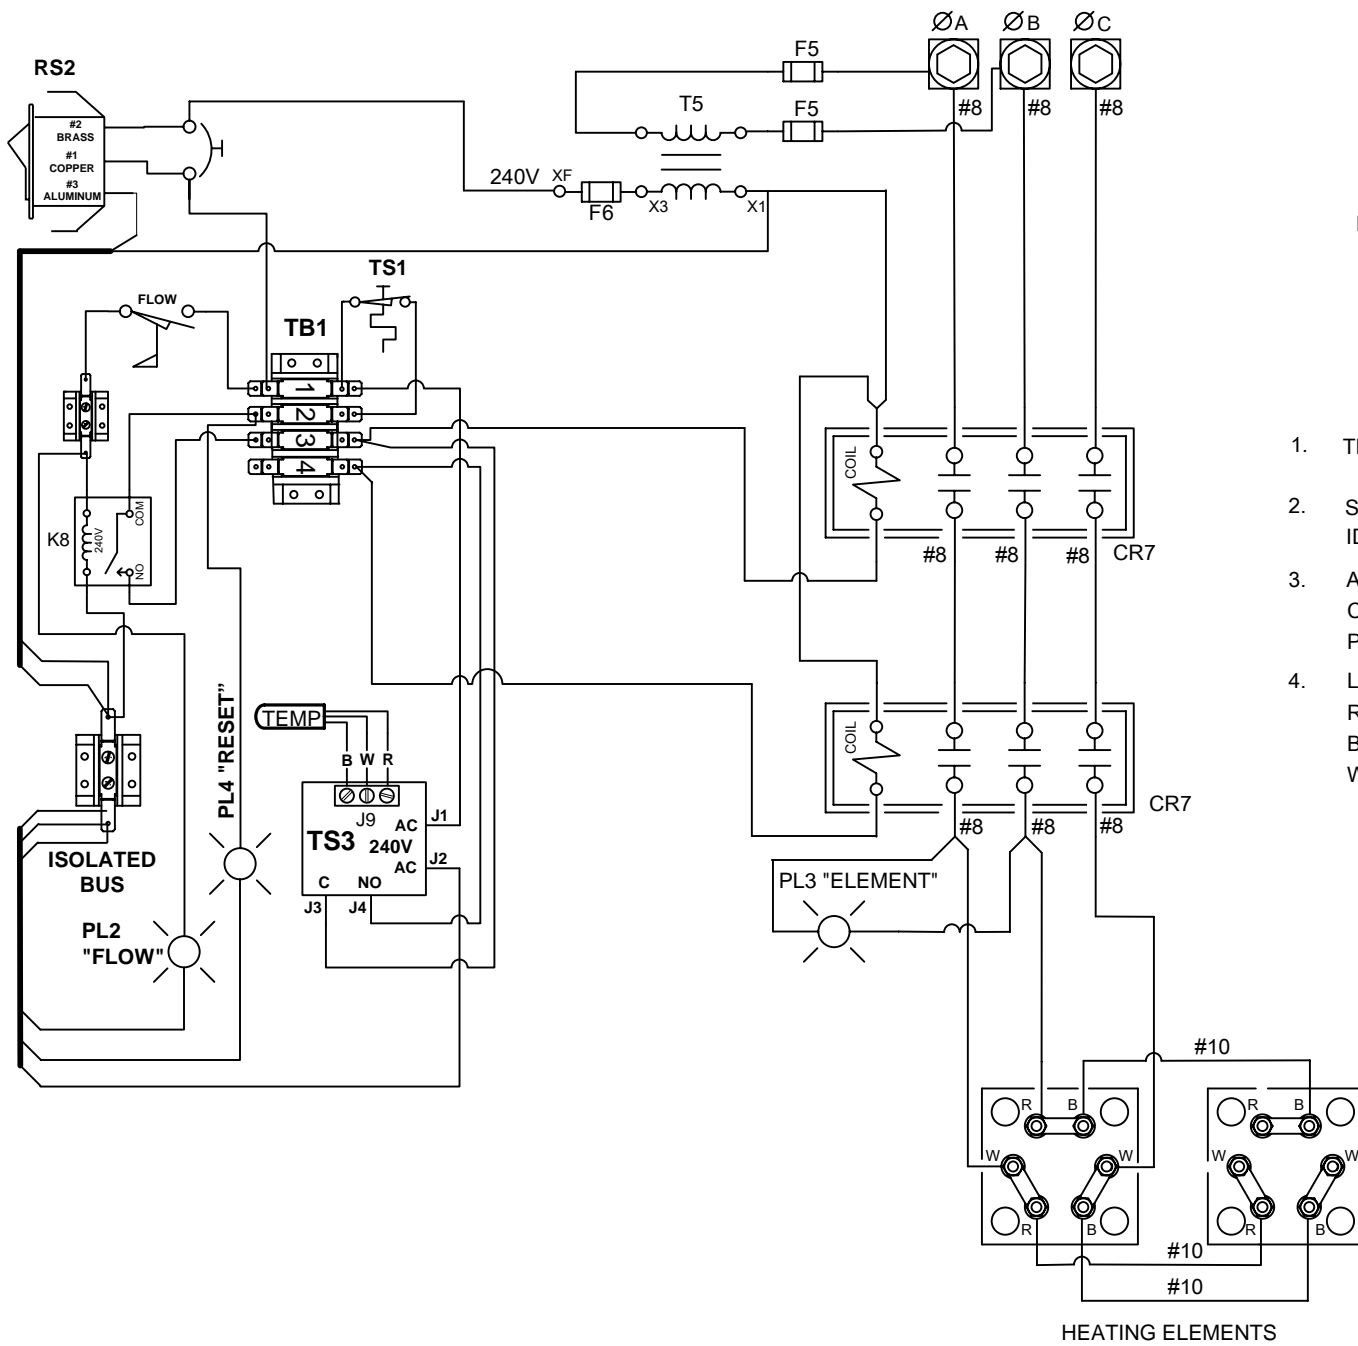 ØA ØB ØC
F5
RS2
T5
F5
#8 #8 #8
#2
BRASS
#1
COPPER
#3
ALUMINUM
240V XF
F6
X3
X1
TS1
FLOW
TB1
1
2
3
4
COIL
#8 #8 #8 CR7
K8
240V
COM
NO
1.
2. S
3. A
C
P
4. L
R
B
W
PL4 "RESET"
TEMP
B W R
COIL
CR7
#8 #8 #8
J9
TS3
240V
AC J1
AC J2
C NO
J3 J4
ISOLATED
BUS
PL2
"FLOW"
PL3 "ELEMENT"
#10
R B R B
W W W W
R B R B
#10
#10
HEATING ELEMENTS